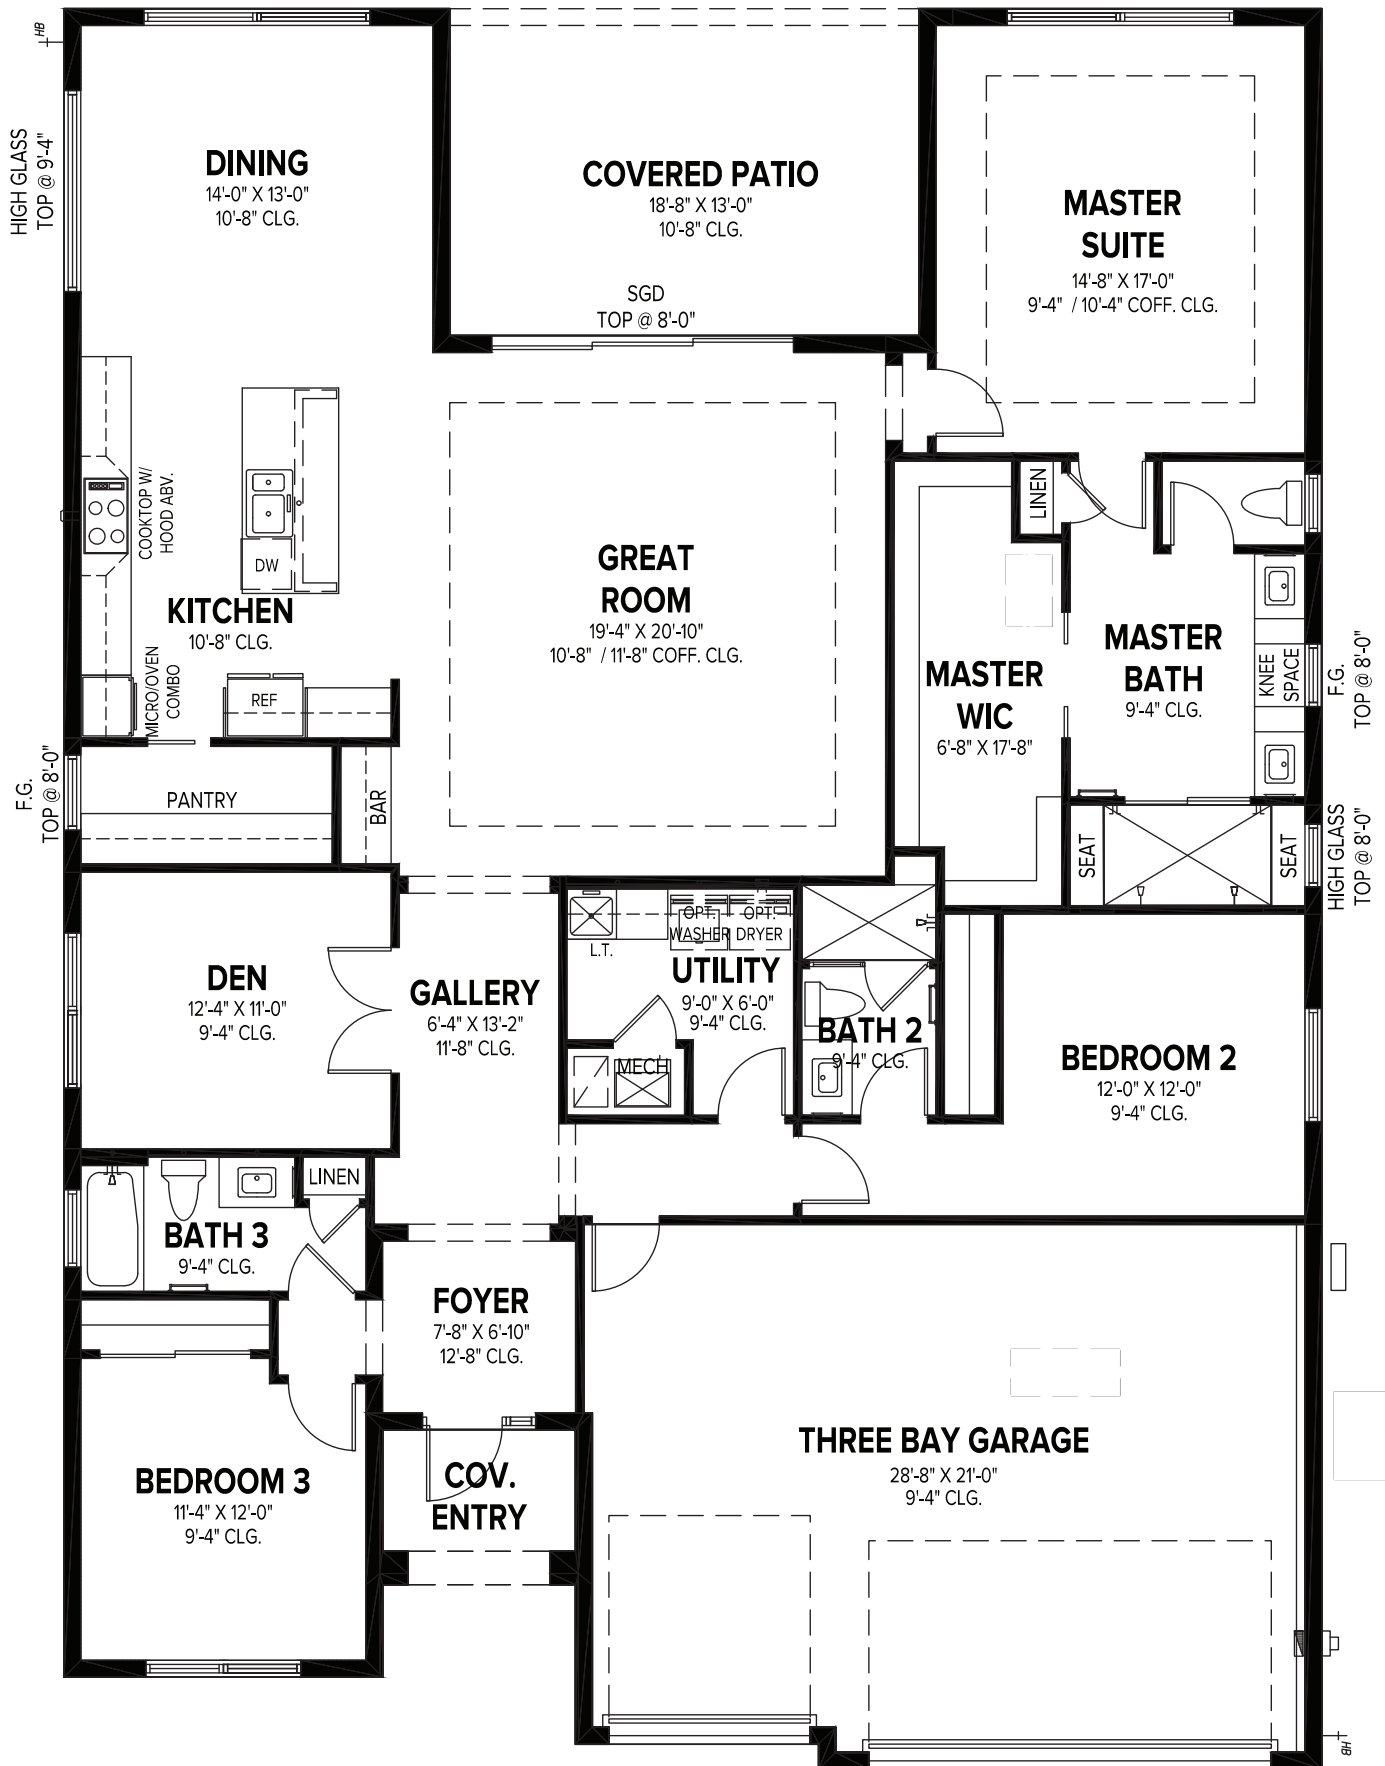 HB
HIGH GLASS
TOP @ 9'-4"
DINING
14'-0" X 13'-0"
10'-8" CLG.
COVERED PATIO
18'-8" X 13'-0"
10'-8" CLG.
SGD
TOP @ 8'-0"
MASTER
SUITE
14'-8" X 17'-0"
9'-4" / 10'-4" COFF. CLG.
COOKTOP W/
HOOD ABV.
DW
KITCHEN
10'-8" CLG.
MICRO/OVEN
COMBO
REF
GREAT
ROOM
19'-4" X 20'-10"
10'-8" / 11'-8" COFF. CLG.
LINEN
MASTER
WIC
6'-8" X 17'-8"
MASTER
BATH
9'-4" CLG.
KNEE
SPACE
F.G.
TOP @ 8'-0"
F.G.
TOP @ 8'-0"
PANTRY
BAR
SEAT
SEAT
HIGH GLASS
TOP @ 8'-0"
DEN
12'-4" X 11'-0"
9'-4" CLG.
GALLERY
6'-4" X 13'-2"
11'-8" CLG.
OPT.
WASHER
OPT.
DRYER
L.T.
UTILITY
9'-0" X 6'-0"
9'-4" CLG.
MECH
BATH 2
9'-4" CLG.
BEDROOM 2
12'-0" X 12'-0"
9'-4" CLG.
LINEN
BATH 3
9'-4" CLG.
FOYER
7'-8" X 6'-10"
12'-8" CLG.
BEDROOM 3
11'-4" X 12'-0"
9'-4" CLG.
COV.
ENTRY
THREE BAY GARAGE
28'-8" X 21'-0"
9'-4" CLG.
HB